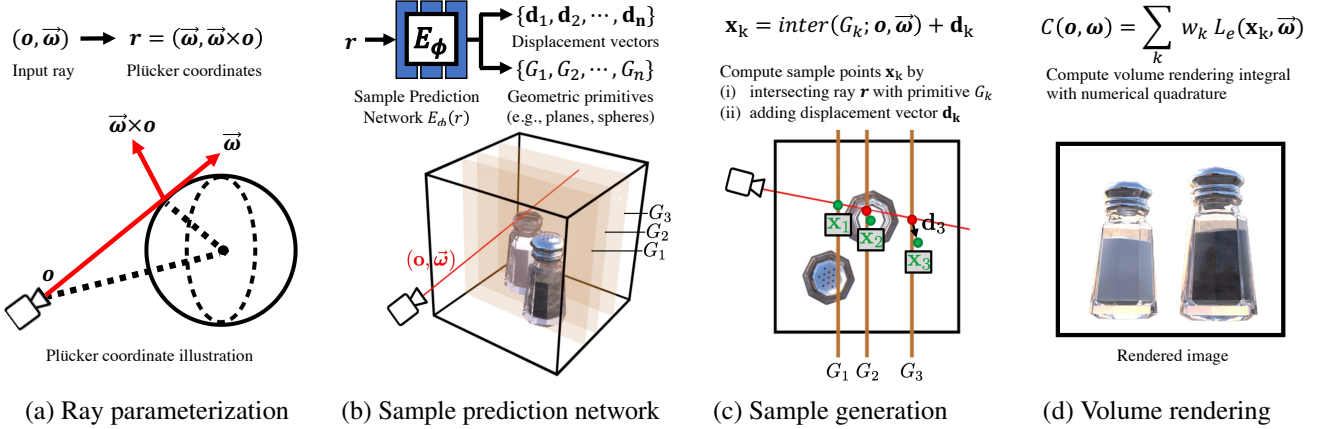 (o, ω⃗) → r = (ω⃗, ω⃗×o)
Input ray Plücker coordinates
ω⃗×o
ω⃗
o
Plücker coordinate illustration
(a) Ray parameterization
r → E_ϕ
{d₁, d₂, ⋯, dₙ}
Displacement vectors
{G₁, G₂, ⋯, Gₙ}
Sample Prediction
Network E_ϕ(r)
Geometric primitives
(e.g., planes, spheres)
G₃
G₂
G₁
(o, ω⃗)
(b) Sample prediction network
x_k = inter(G_k; o, ω⃗) + d_k
Compute sample points x_k by
(i) intersecting ray r with primitive G_k
(ii) adding displacement vector d_k
x₁
x₂
d₃
x₃
G₁ G₂ G₃
(c) Sample generation
C(o, ω) = ∑_k w_k L_e(x_k, ω⃗)
Compute volume rendering integral
with numerical quadrature
Rendered image
(d) Volume rendering